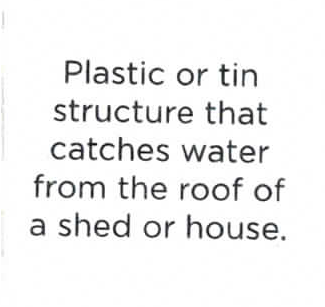 Plastic or tin
structure that
catches water
from the roof of
a shed or house.